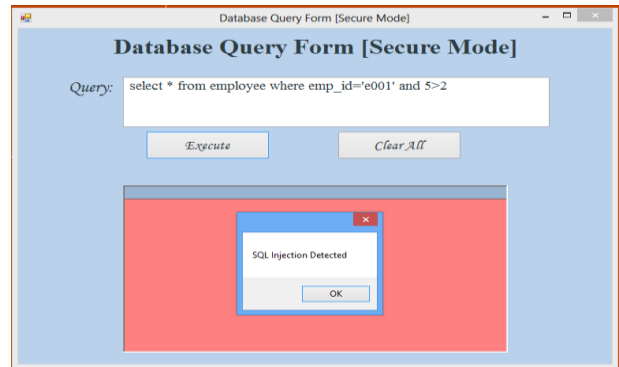 Database Query Form [Secure Mode]
Database Query Form [Secure Mode]
Query: select * from employee where emp_id='e001' and 5>2
Execute Clear All
SQL Injection Detected
OK